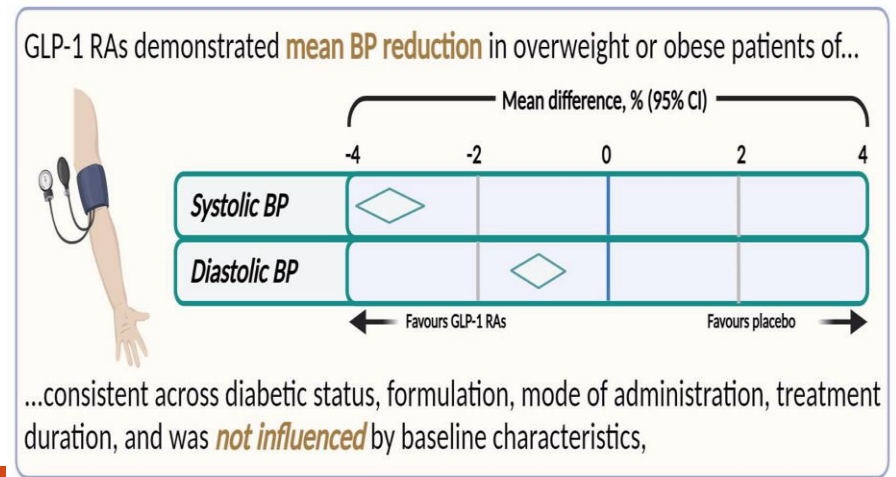 GLP-1 RAs demonstrated mean BP reduction in overweight or obese patients of...
Mean difference, % (95% CI)
-4 -2 0 2 4
Systolic BP
Diastolic BP
Favours GLP-1 RAs Favours placebo
...consistent across diabetic status, formulation, mode of administration, treatment
duration, and was not influenced by baseline characteristics,